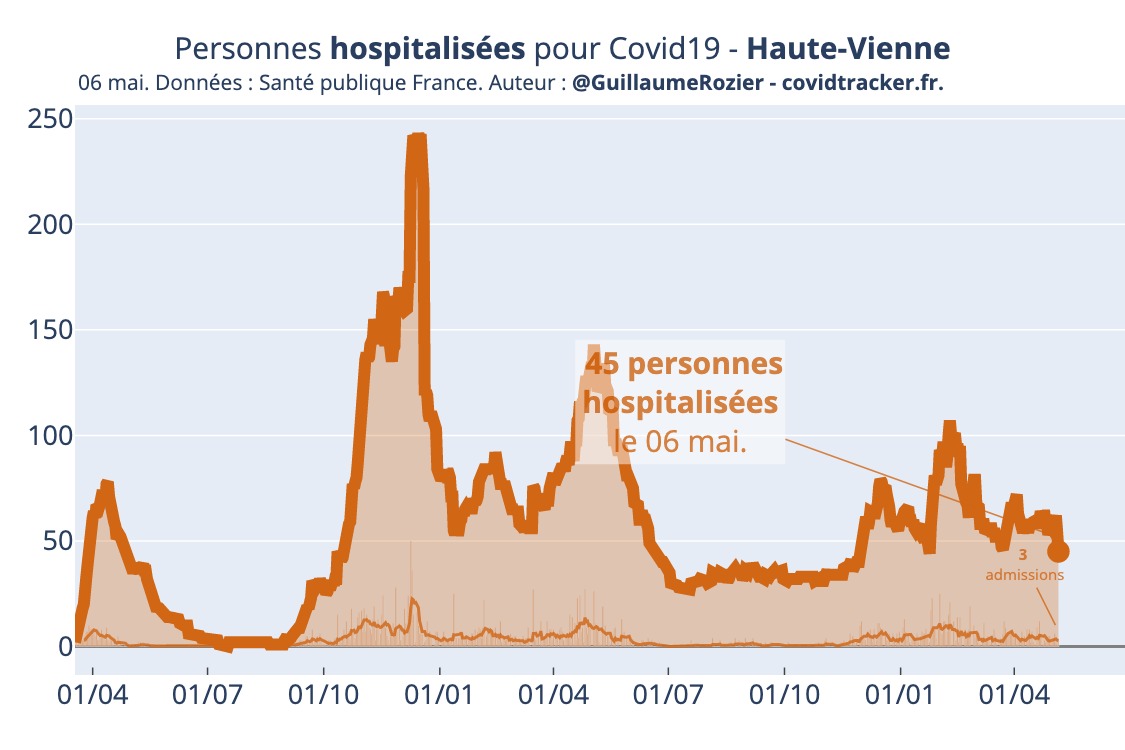 Personnes hospitalisées pour Covid19 - Haute-Vienne
06 mai. Données : Santé publique France. Auteur : @GuillaumeRozier - covidtracker.fr.
250
200
150
100
50
0
45 personnes
hospitalisées
le 06 mai.
3
admissions
01/04 01/07 01/10 01/01 01/04 01/07 01/10 01/01 01/04